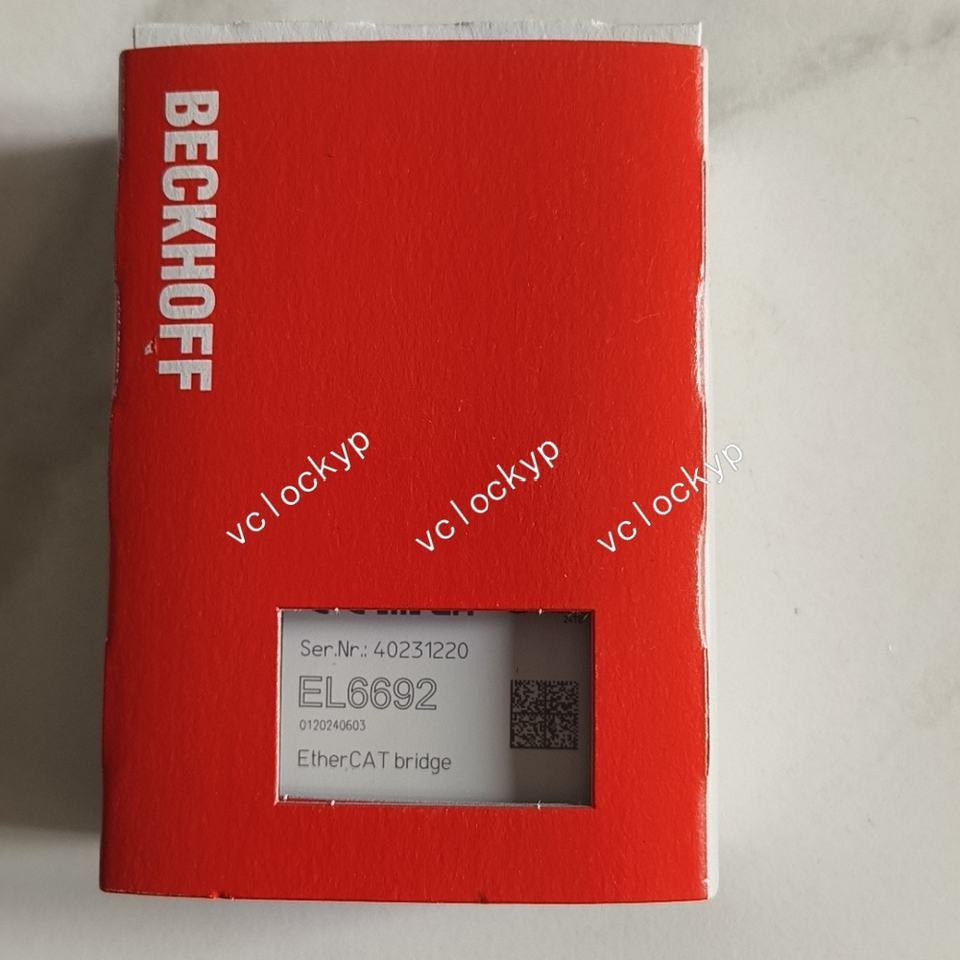 BECKHOFF
vclockyp
vclockyp
vclockyp
Ser.Nr.: 40231220
EL6692
0120240603
EtherCAT bridge